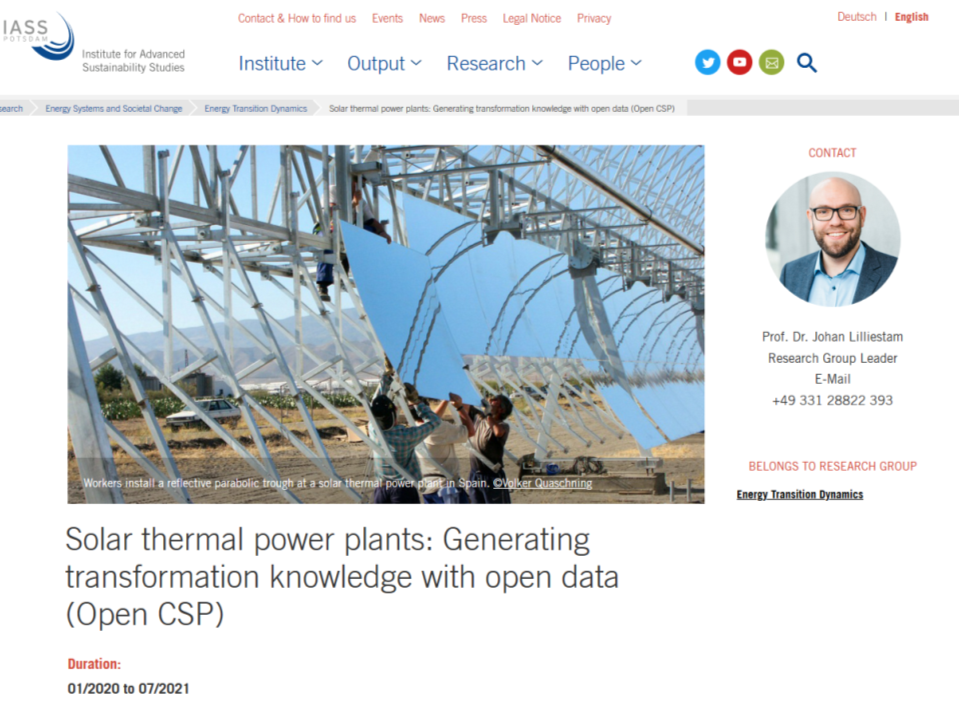 IASS
POTSDAM
Institute for Advanced
Sustainability Studies
Contact & How to find us Events News Press Legal Notice Privacy
Deutsch | English
Institute Output Research People
search Energy Systems and Societal Change Energy Transition Dynamics Solar thermal power plants: Generating transformation knowledge with open data (Open CSP)
Workers install a reflective parabolic trough at a solar thermal power plant in Spain. ©Volker Quaschning
CONTACT
Prof. Dr. Johan Lilliestam
Research Group Leader
E-Mail
+49 331 28822 393
BELONGS TO RESEARCH GROUP
Energy Transition Dynamics
Solar thermal power plants: Generating
transformation knowledge with open data
(Open CSP)
Duration:
01/2020 to 07/2021